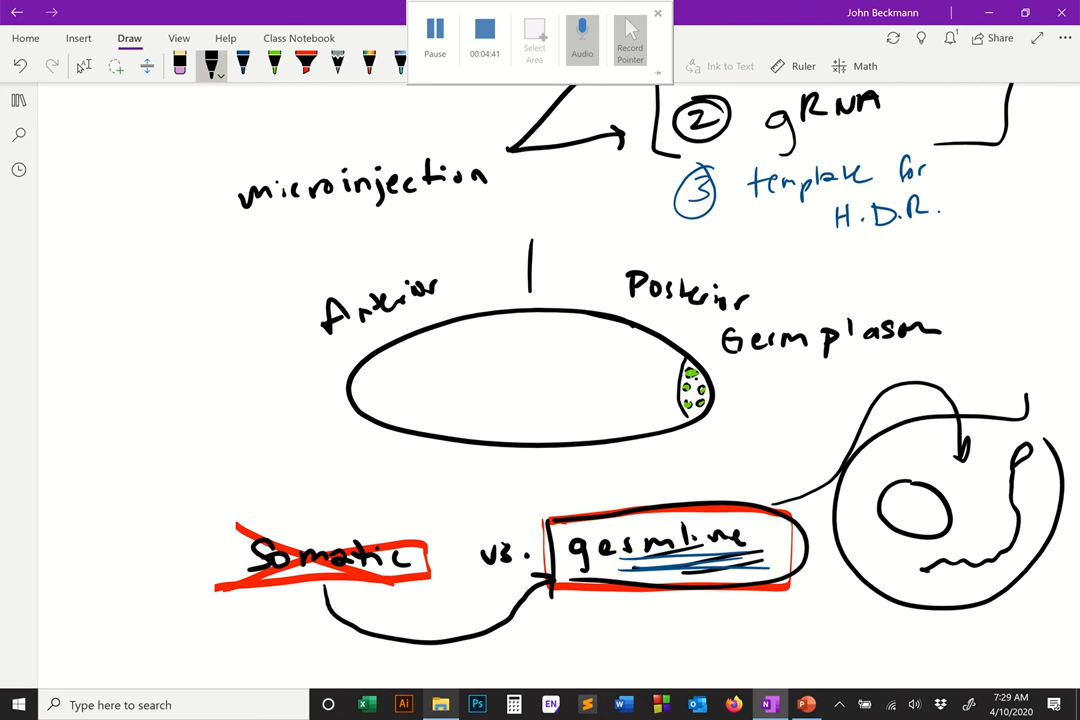 John Beckmann
Home Insert Draw View Help Class Notebook
Share
Pause
00:04:41
Select Area
Audio
Record Pointer
Ink to Text
Ruler
Math
② gRNA
microinjection
③ template for
H.D.R.
Anterior
Posterior
Germ plasm
Somatic vs. germline
Type here to search
7:29 AM
4/10/2020